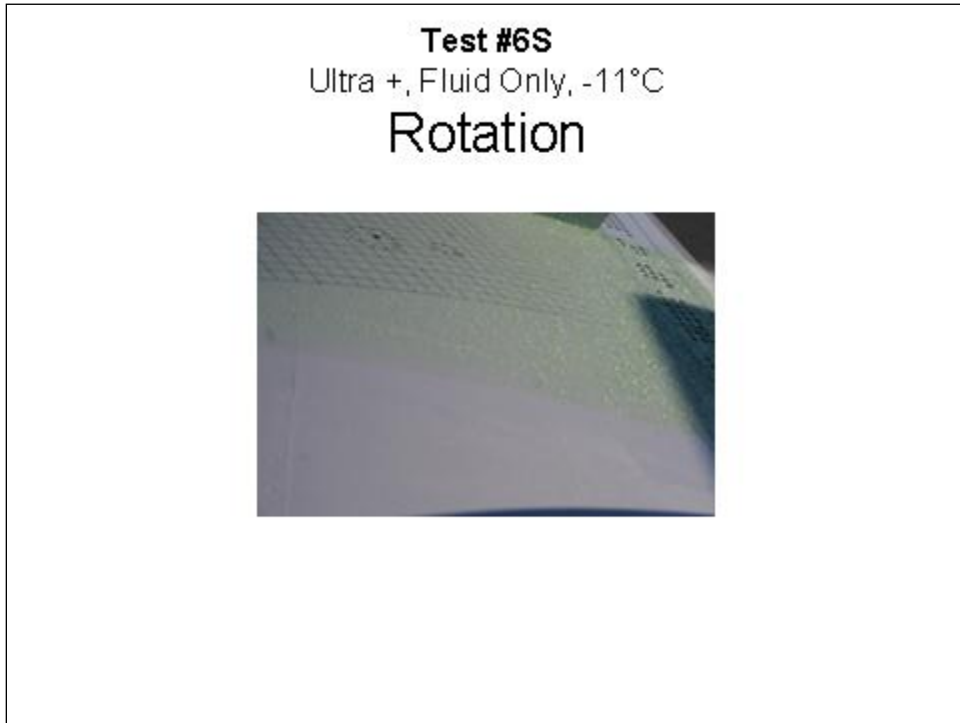 Test #6S
Ultra +, Fluid Only, -11°C
Rotation